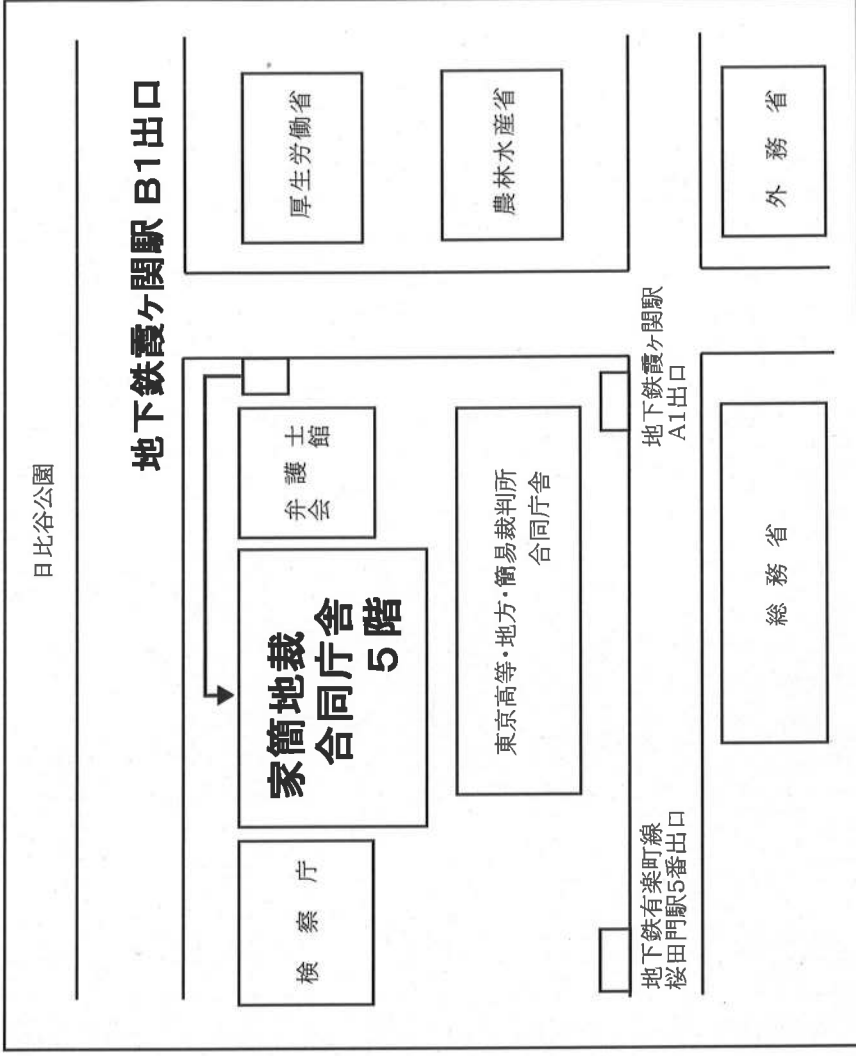 日比谷公園
地下鉄霞ヶ関駅 B1出口
厚生労働省
農林水産省
外務省
弁護士
会館
家簡地裁
合同庁舎
5階
検察庁
東京高等・地方・簡易裁判所
合同庁舎
地下鉄霞ヶ関駅
A1出口
地下鉄有楽町線
桜田門駅5番出口
総務省